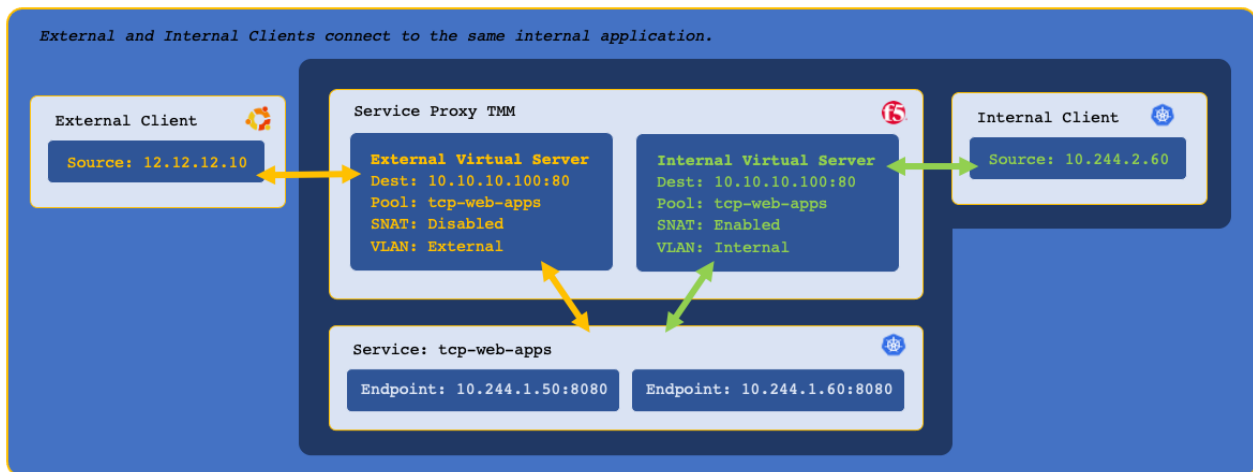 External and Internal Clients connect to the same internal application.
External Client
Source: 12.12.12.10
Service Proxy TMM
f5
External Virtual Server
Dest: 10.10.10.100:80
Pool: tcp-web-apps
SNAT: Disabled
VLAN: External
Internal Virtual Server
Dest: 10.10.10.100:80
Pool: tcp-web-apps
SNAT: Enabled
VLAN: Internal
Internal Client
Source: 10.244.2.60
Service: tcp-web-apps
Endpoint: 10.244.1.50:8080
Endpoint: 10.244.1.60:8080